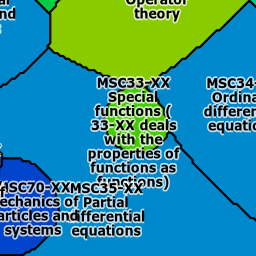 Operator
theory
MSC33-XX
Special
functions (
33-XX deals
with the
properties of
functions as
functions)
MSC34-
Ordina
differen
equatio
MSC70-XX
Mechanics of
articles and
systems
MSC35-XX
Partial
differential
equations